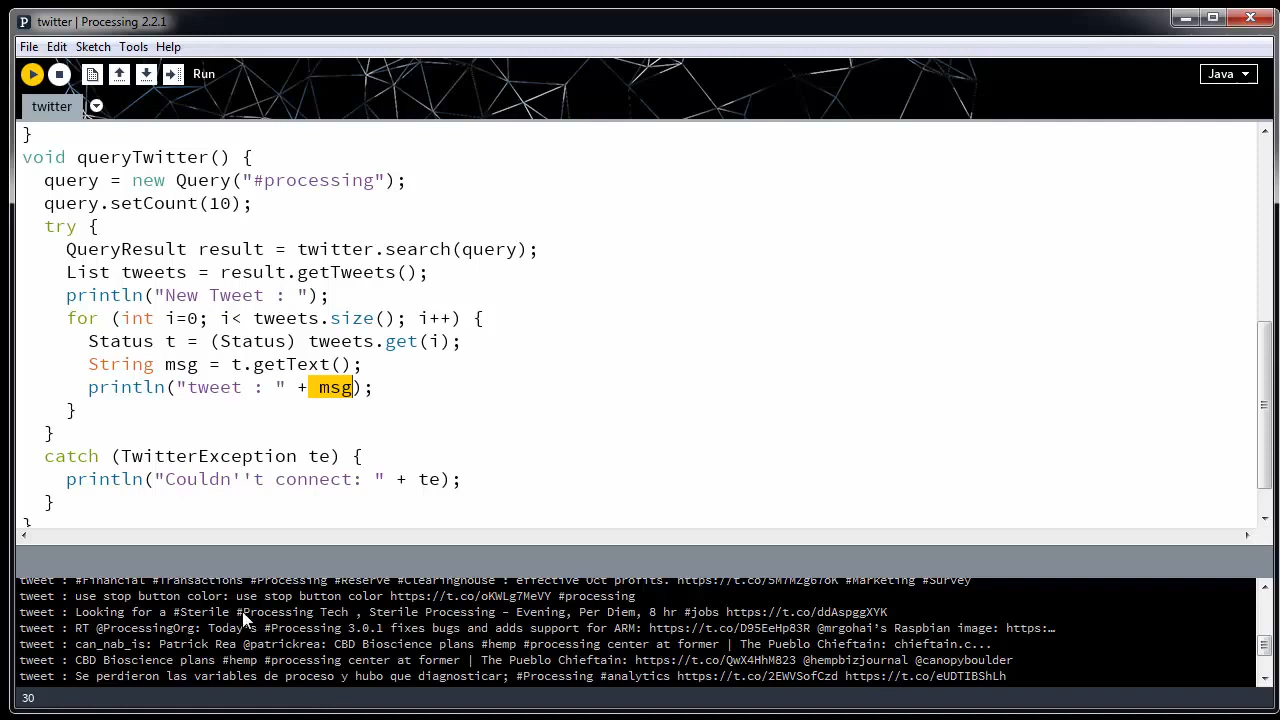 twitter | Processing 2.2.1
File Edit Sketch Tools Help
Run
Java
twitter
}
void queryTwitter() {
query = new Query("#processing");
query.setCount(10);
try {
QueryResult result = twitter.search(query);
List tweets = result.getTweets();
println("New Tweet : ");
for (int i=0; i< tweets.size(); i++) {
Status t = (Status) tweets.get(i);
String msg = t.getText();
println("tweet : " + msg);
}
}
catch (TwitterException te) {
println("Couldn''t connect: " + te);
}
}
tweet : #Financial #Transactions #Processing #Reserve #Clearinghouse : effective Oct profits. https://t.co/5M7MZg67oK #Marketing #Survey
tweet : use stop button color: use stop button color https://t.co/oKWLg7MeVY #processing
tweet : Looking for a #Sterile #Processing Tech , Sterile Processing - Evening, Per Diem, 8 hr #jobs https://t.co/ddAspggXYK
tweet : RT @ProcessingOrg: Today's #Processing 3.0.1 fixes bugs and adds support for ARM: https://t.co/D95EeHp83R @mrgohai's Raspbian image: https:…
tweet : can_nab_is: Patrick Rea @patrickrea: CBD Bioscience plans #hemp #processing center at former | The Pueblo Chieftain: chieftain.c...
tweet : CBD Bioscience plans #hemp #processing center at former | The Pueblo Chieftain: https://t.co/QwX4HhM823 @hempbizjournal @canopyboulder
tweet : Se perdieron las variables de proceso y hubo que diagnosticar; #Processing #analytics https://t.co/2EWVSofCzd https://t.co/eUDTIBShLh
30